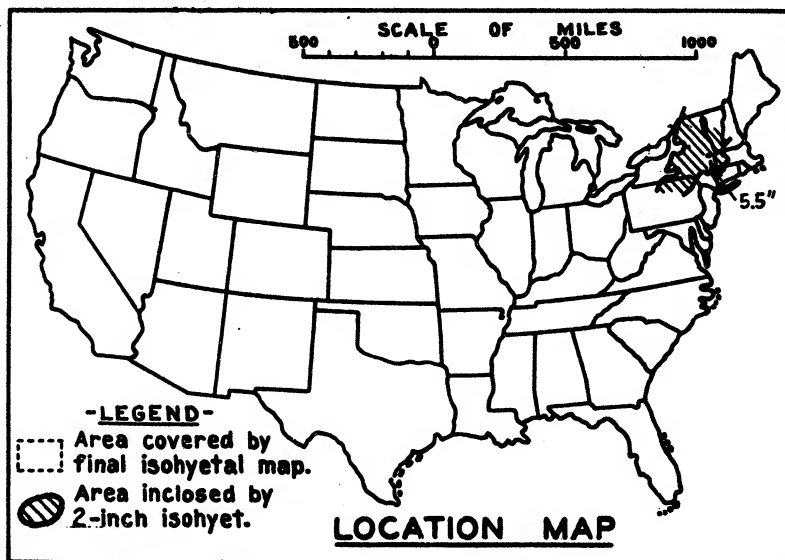 SCALE OF MILES
500 0 500 1000
5.5"
-LEGEND-
Area covered by
final isohyetal map.
Area inclosed by
2-inch isohyet.
LOCATION MAP